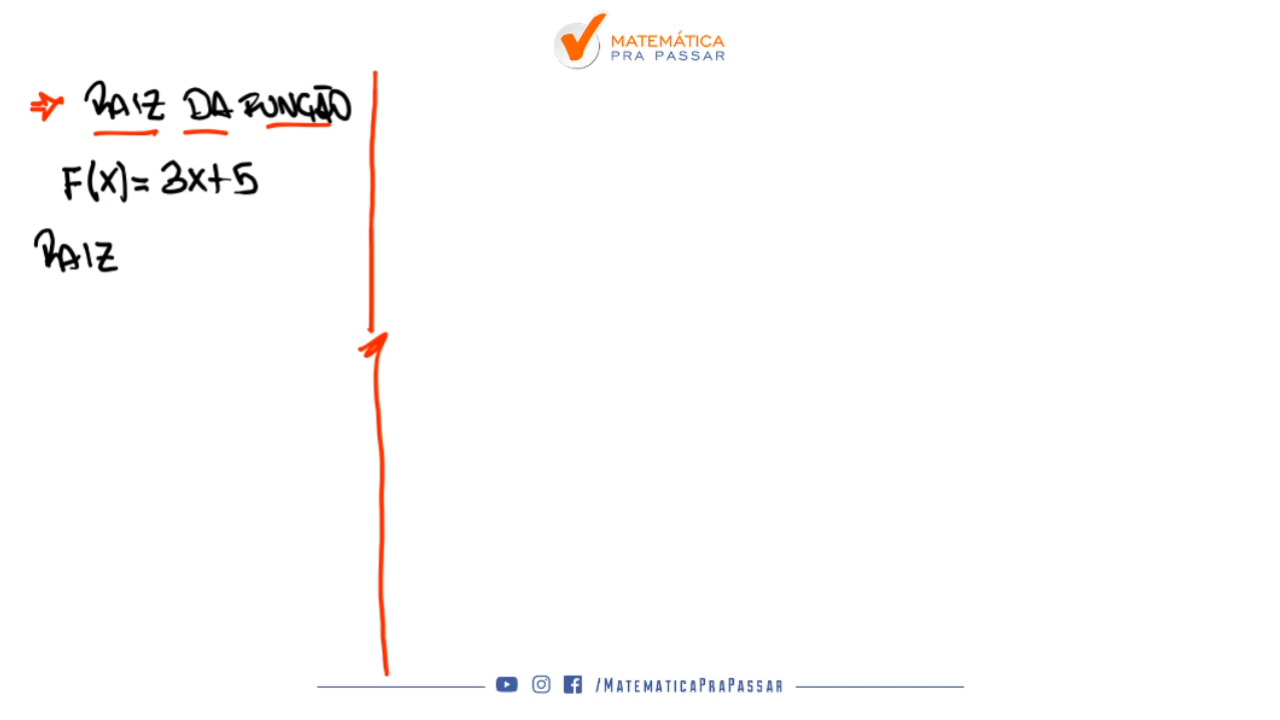 MATEMÁTICA
PRA PASSAR
RAIZ DA FUNÇÃO
F(X)= 3X+5
RAIZ
/MATEMATICAPRAPASSAR